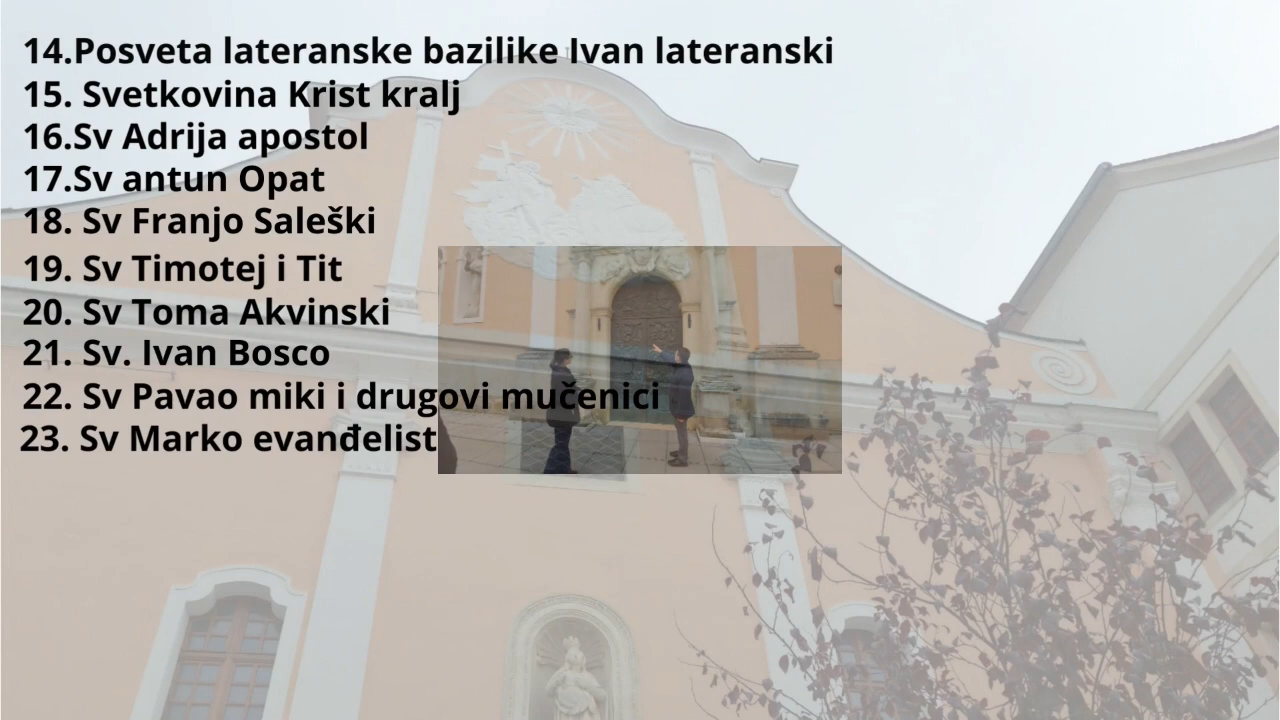 14.Posveta lateranske bazilike Ivan lateranski
15. Svetkovina Krist kralj
16.Sv Adrija apostol
17.Sv antun Opat
18. Sv Franjo Saleški
19. Sv Timotej i Tit
20. Sv Toma Akvinski
21. Sv. Ivan Bosco
22. Sv Pavao miki i drugovi mučenici
23. Sv Marko evanđelist